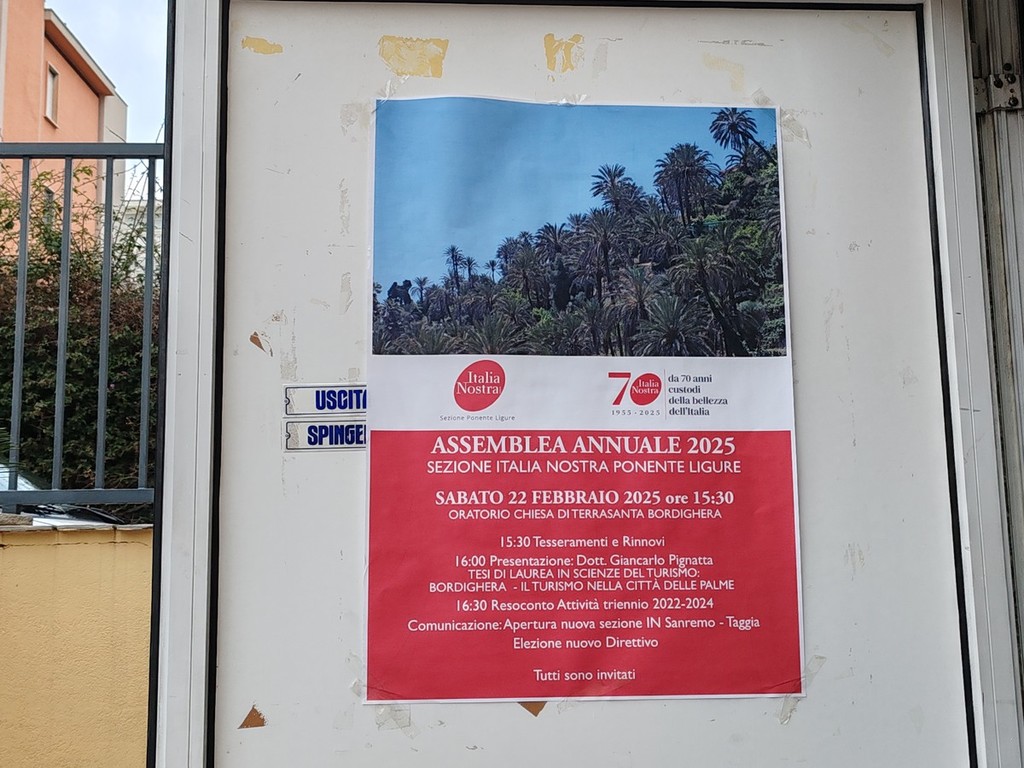 USCITA
SPINGE
Italia
Nostra
Sezione Ponente Ligure
70
Italia
Nostra
1955-2025
da 70 anni
custodi
della bellezza
dell'Italia
ASSEMBLEA ANNUALE 2025
SEZIONE ITALIA NOSTRA PONENTE LIGURE
SABATO 22 FEBBRAIO 2025 ore 15:30
ORATORIO CHIESA DI TERRASANTA BORDIGHERA
15:30 Tesseramenti e Rinnovi
16:00 Presentazione: Dott. Giancarlo Pignatta
TESI DI LAUREA IN SCIENZE DEL TURISMO:
BORDIGHERA - IL TURISMO NELLA CITTÀ DELLE PALME
16:30 Resoconto Attività triennio 2022-2024
Comunicazione: Apertura nuova sezione IN Sanremo - Taggia
Elezione nuovo Direttivo
Tutti sono invitati